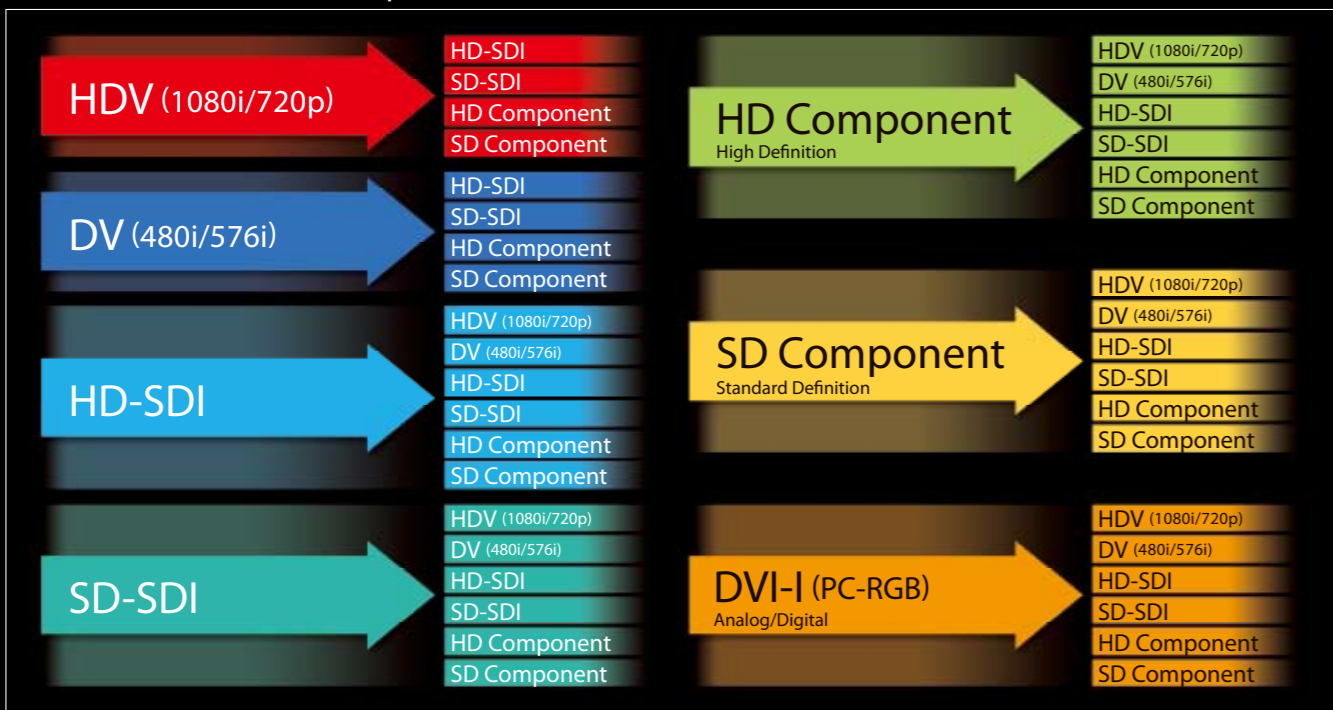 HDV (1080i/720p)
HD-SDI
SD-SDI
HD Component
SD Component
DV (480i/576i)
HD-SDI
SD-SDI
HD Component
SD Component
HD-SDI
HDV (1080i/720p)
DV (480i/576i)
HD-SDI
SD-SDI
HD Component
SD Component
SD-SDI
HDV (1080i/720p)
DV (480i/576i)
HD-SDI
SD-SDI
HD Component
SD Component
HD Component
High Definition
HDV (1080i/720p)
DV (480i/576i)
HD-SDI
SD-SDI
HD Component
SD Component
SD Component
Standard Definition
HDV (1080i/720p)
DV (480i/576i)
HD-SDI
SD-SDI
HD Component
SD Component
DVI-I (PC-RGB)
Analog/Digital
HDV (1080i/720p)
DV (480i/576i)
HD-SDI
SD-SDI
HD Component
SD Component